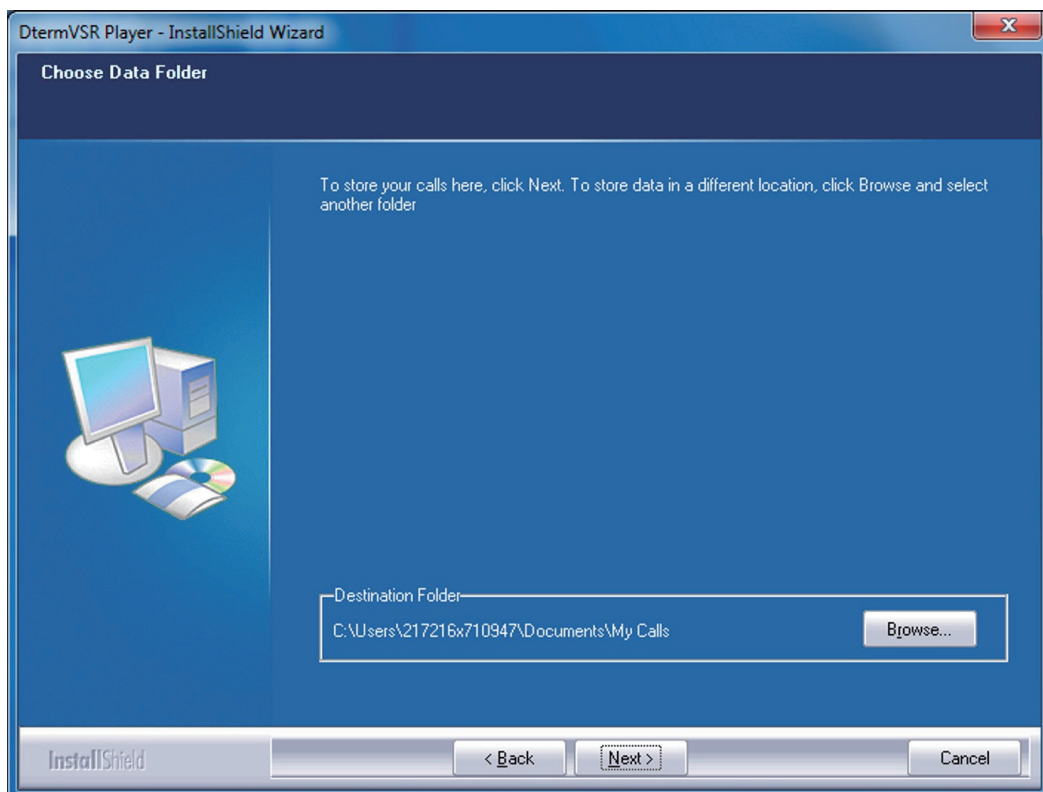 DtermVSR Player - InstallShield Wizard
Choose Data Folder
To store your calls here, click Next. To store data in a different location, click Browse and select
another folder
Destination Folder
C:\Users\217216x710947\Documents\My Calls
Browse...
InstallShield
< Back
Next >
Cancel